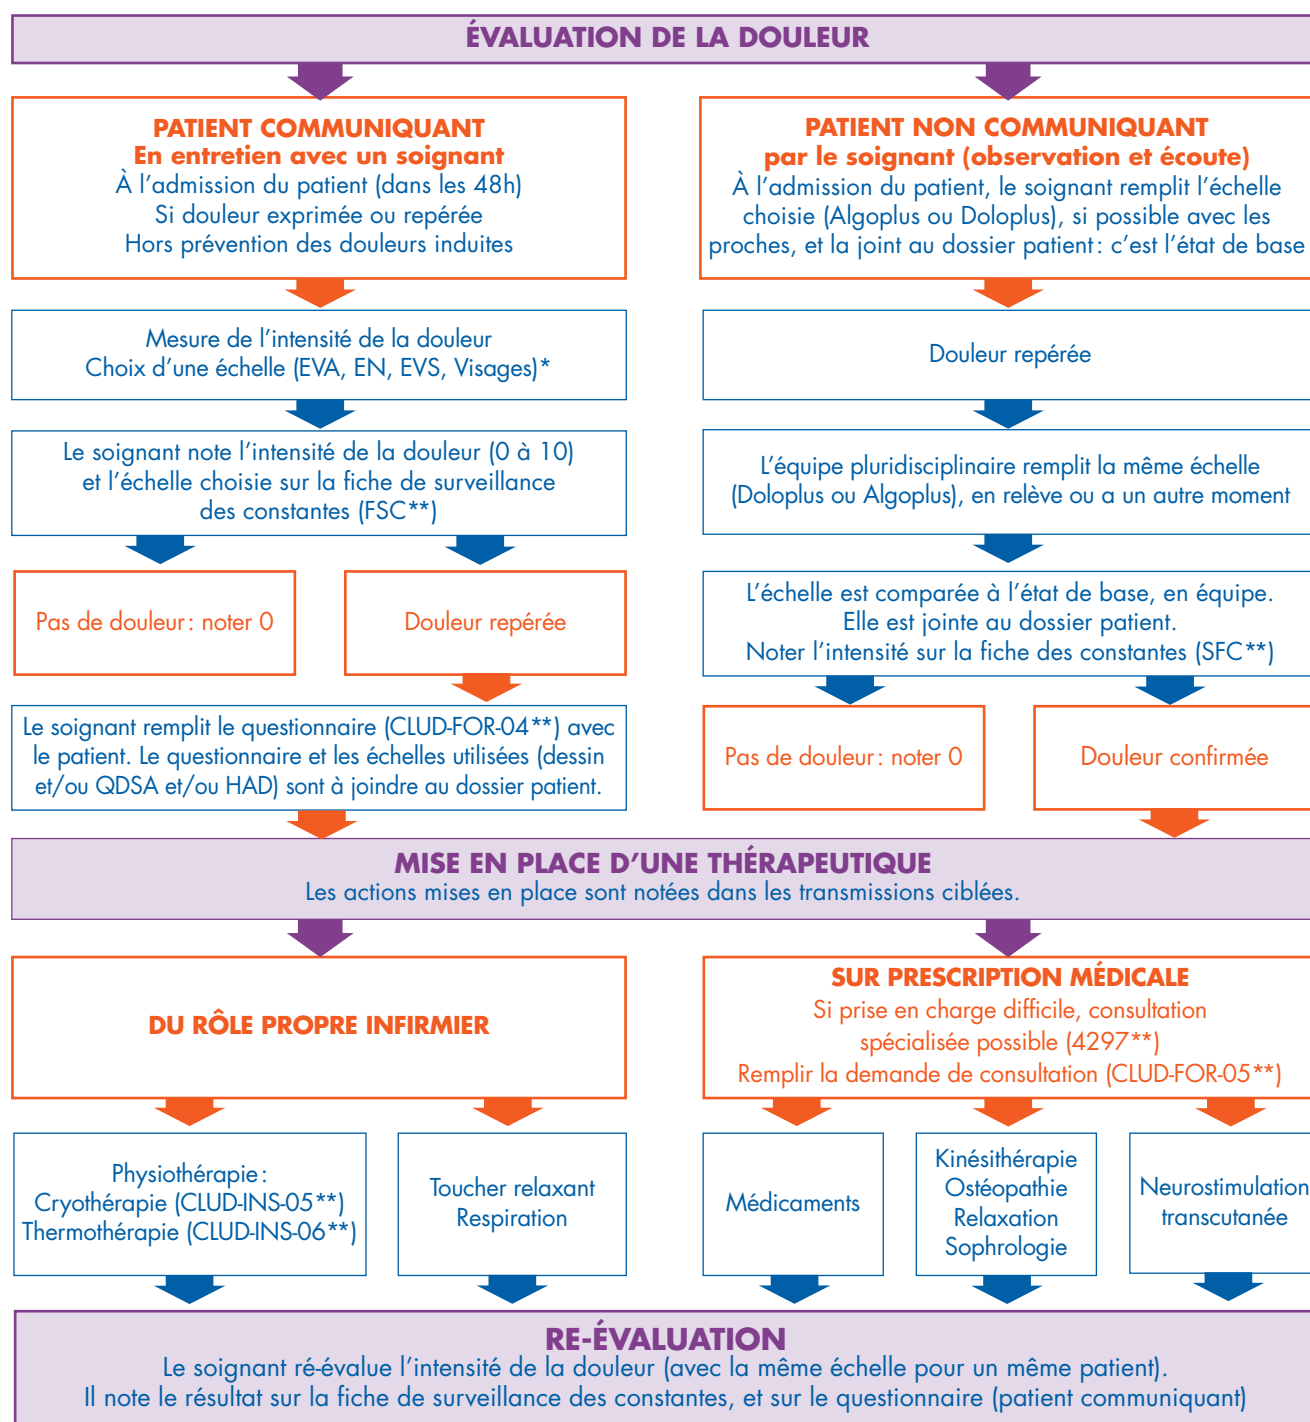 ÉVALUATION DE LA DOULEUR
PATIENT COMMUNIQUANT
En entretien avec un soignant
À l'admission du patient (dans les 48h)
Si douleur exprimée ou repérée
Hors prévention des douleurs induites
PATIENT NON COMMUNIQUANT
par le soignant (observation et écoute)
À l'admission du patient, le soignant remplit l'échelle
choisie (Algoplus ou Doloplus), si possible avec les
proches, et la joint au dossier patient : c'est l'état de base
Mesure de l'intensité de la douleur
Choix d'une échelle (EVA, EN, EVS, Visages)*
Douleur repérée
Le soignant note l'intensité de la douleur (0 à 10)
et l'échelle choisie sur la fiche de surveillance
des constantes (FSC**)
L'équipe pluridisciplinaire remplit la même échelle
(Doloplus ou Algoplus), en relève ou a un autre moment
Pas de douleur : noter 0
Douleur repérée
L'échelle est comparée à l'état de base, en équipe.
Elle est jointe au dossier patient.
Noter l'intensité sur la fiche des constantes (SFC**)
Le soignant remplit le questionnaire (CLUD-FOR-04**) avec
le patient. Le questionnaire et les échelles utilisées (dessin
et/ou QDSA et/ou HAD) sont à joindre au dossier patient.
Pas de douleur : noter 0
Douleur confirmée
MISE EN PLACE D'UNE THÉRAPEUTIQUE
Les actions mises en place sont notées dans les transmissions ciblées.
DU RÔLE PROPRE INFIRMIER
SUR PRESCRIPTION MÉDICALE
Si prise en charge difficile, consultation
spécialisée possible (4297**)
Remplir la demande de consultation (CLUD-FOR-05**)
Physiothérapie :
Cryothérapie (CLUD-INS-05**)
Thermothérapie (CLUD-INS-06**)
Toucher relaxant
Respiration
Médicaments
Kinésithérapie
Ostéopathie
Relaxation
Sophrologie
Neurostimulation
transcutanée
RE-ÉVALUATION
Le soignant ré-évalue l'intensité de la douleur (avec la même échelle pour un même patient).
Il note le résultat sur la fiche de surveillance des constantes, et sur le questionnaire (patient communiquant)